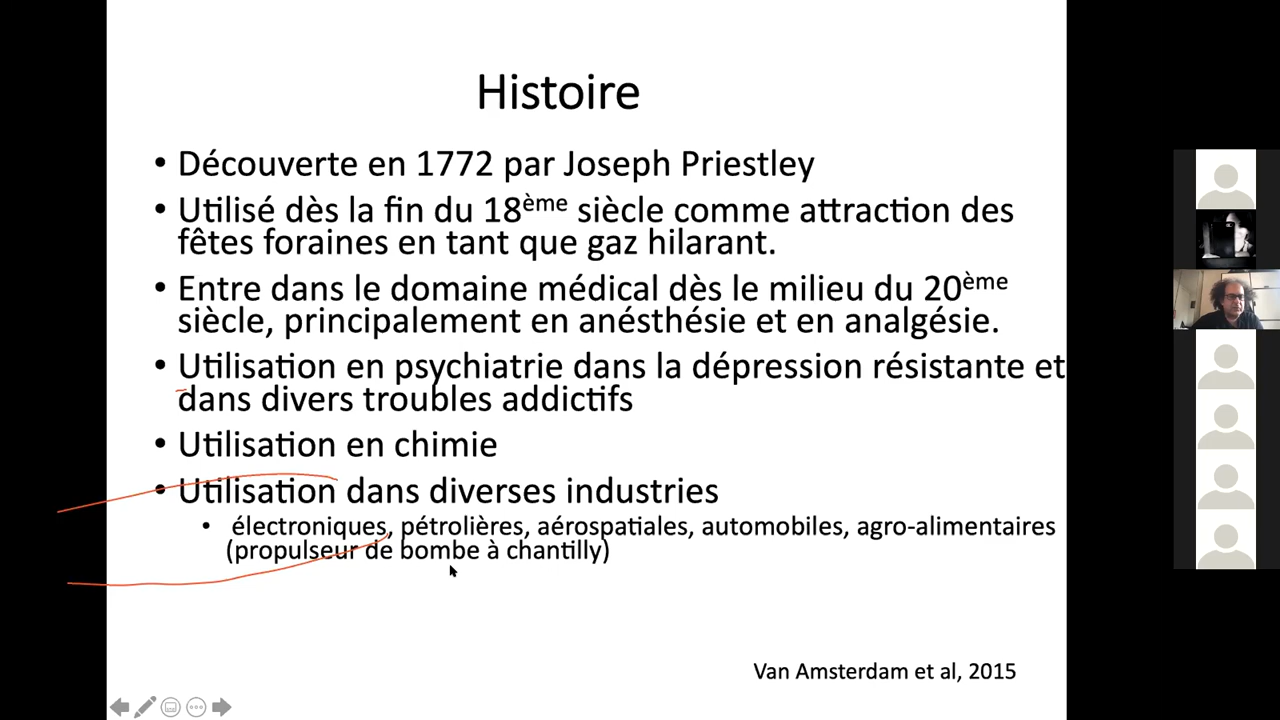 Histoire
• Découverte en 1772 par Joseph Priestley
• Utilisé dès la fin du 18ème siècle comme attraction des
fêtes foraines en tant que gaz hilarant.
• Entre dans le domaine médical dès le milieu du 20ème
siècle, principalement en anésthésie et en analgésie.
• Utilisation en psychiatrie dans la dépression résistante et
dans divers troubles addictifs
• Utilisation en chimie
• Utilisation dans diverses industries
• électroniques, pétrolières, aérospatiales, automobiles, agro-alimentaires
(propulseur de bombe à chantilly)
Van Amsterdam et al, 2015